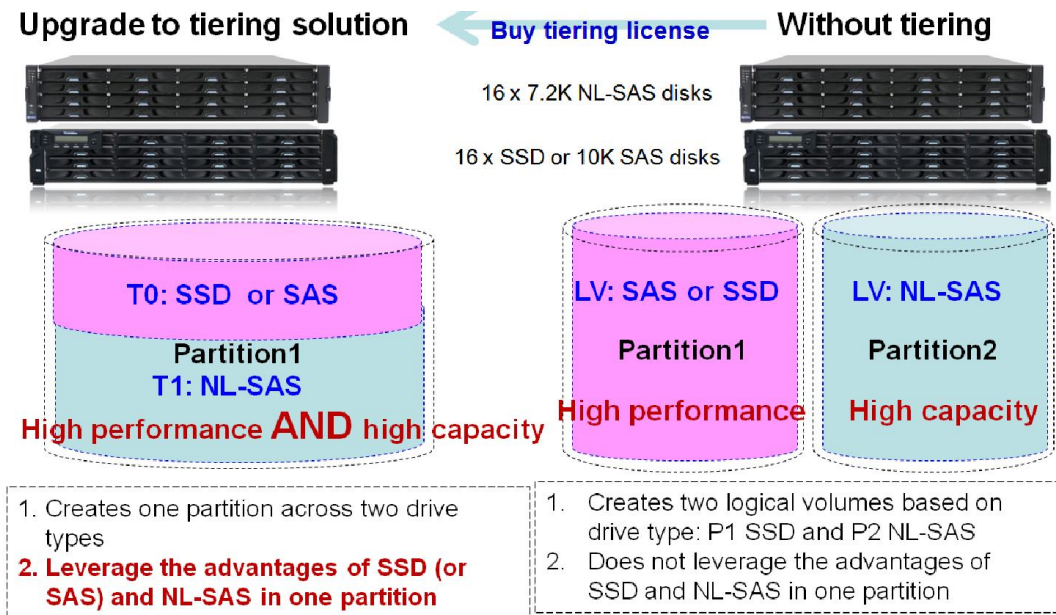 Upgrade to tiering solution
Buy tiering license
Without tiering
16 x 7.2K NL-SAS disks
16 x SSD or 10K SAS disks
T0: SSD or SAS
Partition1
T1: NL-SAS
High performance AND high capacity
LV: SAS or SSD
Partition1
High performance
LV: NL-SAS
Partition2
High capacity
1. Creates one partition across two drive
types
2. Leverage the advantages of SSD (or
SAS) and NL-SAS in one partition
1. Creates two logical volumes based on
drive type: P1 SSD and P2 NL-SAS
2. Does not leverage the advantages of
SSD and NL-SAS in one partition